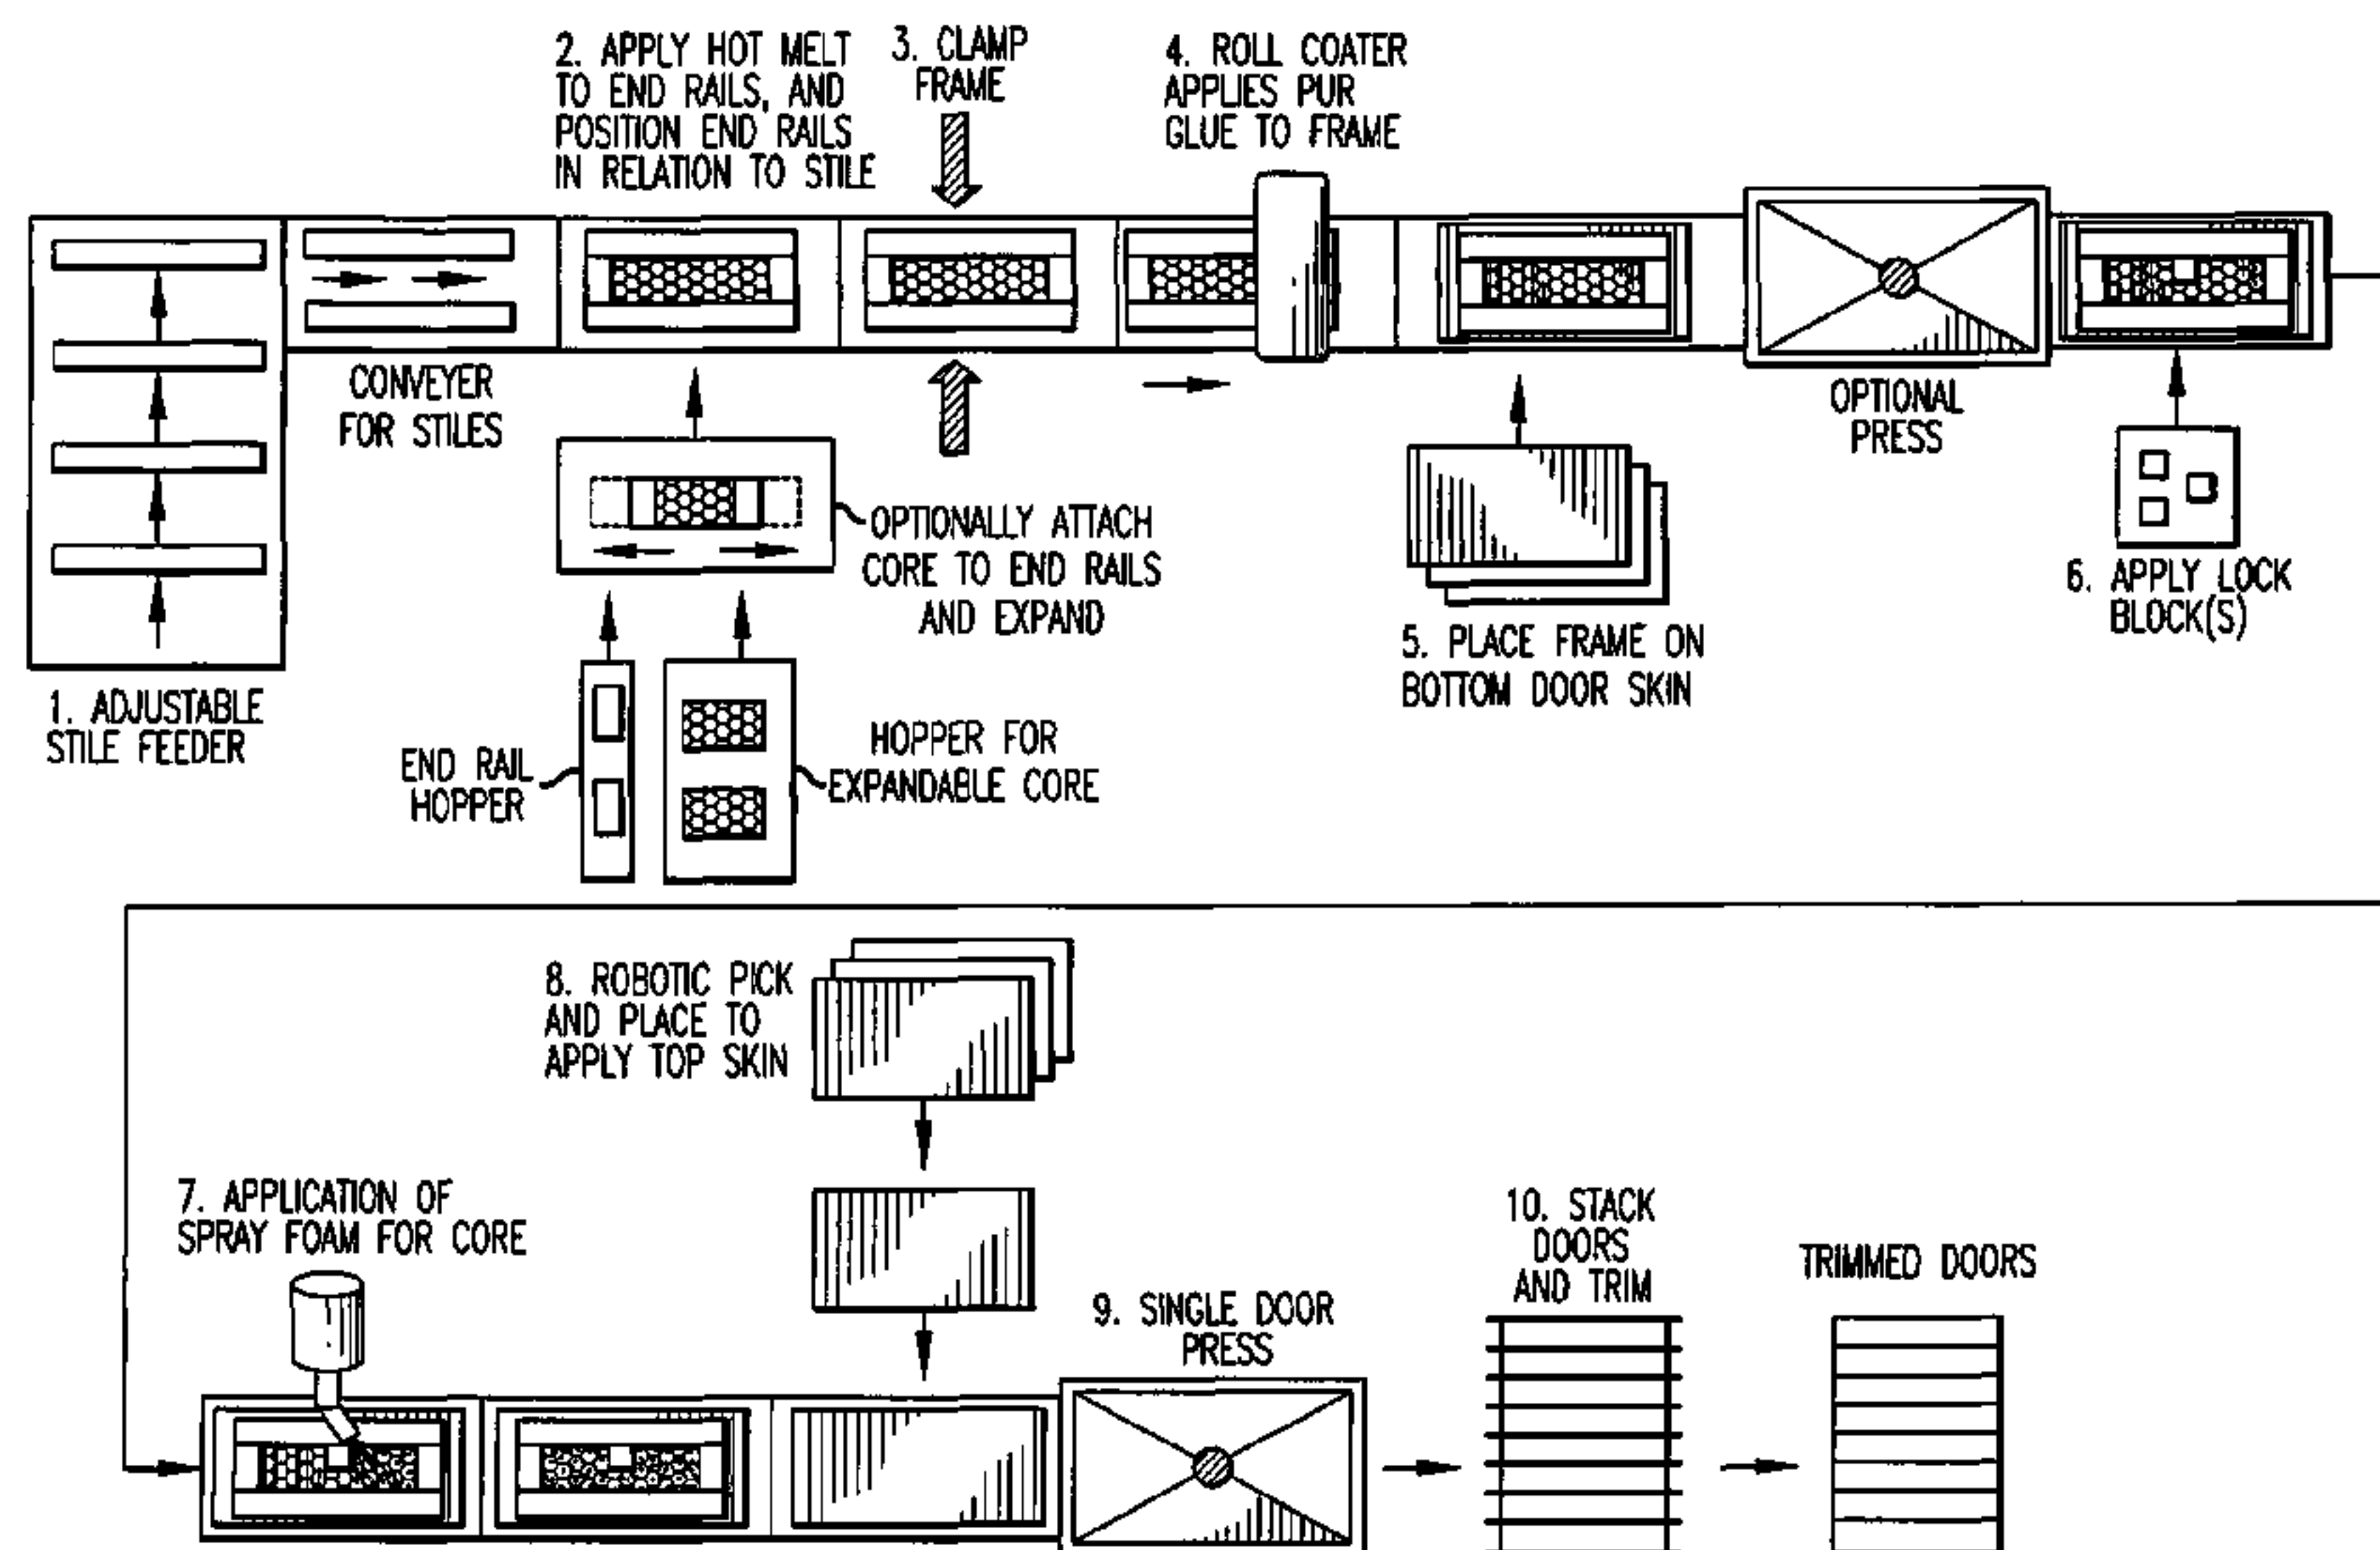 2. APPLY HOT MELT
TO END RAILS, AND
POSITION END RAILS
IN RELATION TO STILE
3. CLAMP
FRAME
4. ROLL COATER
APPLIES PUR
GLUE TO FRAME
CONVEYER
FOR STILES
OPTIONAL
PRESS
OPTIONALLY ATTACH
CORE TO END RAILS
AND EXPAND
6. APPLY LOCK
BLOCK(S)
5. PLACE FRAME ON
BOTTOM DOOR SKIN
1. ADJUSTABLE
STILE FEEDER
END RAIL
HOPPER
HOPPER FOR
EXPANDABLE CORE
8. ROBOTIC PICK
AND PLACE TO
APPLY TOP SKIN
7. APPLICATION OF
SPRAY FOAM FOR CORE
9. SINGLE DOOR
PRESS
10. STACK
DOORS
AND TRIM
TRIMMED DOORS